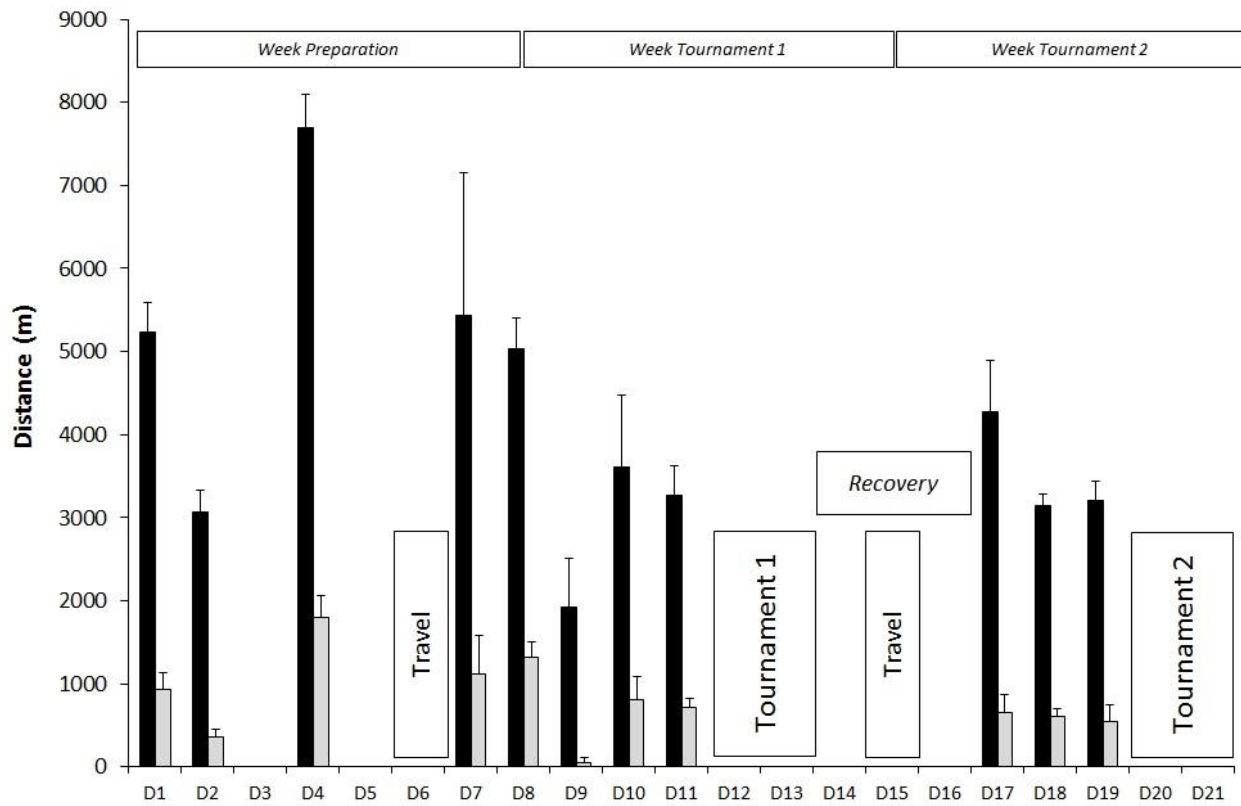 9000
Week Preparation
Week Tournament 1
Week Tournament 2
8000
7000
6000
5000
4000
3000
2000
1000
0
Distance (m)
Recovery
Travel
Tournament 1
Travel
Tournament 2
D1 D2 D3 D4 D5 D6 D7 D8 D9 D10 D11 D12 D13 D14 D15 D16 D17 D18 D19 D20 D21